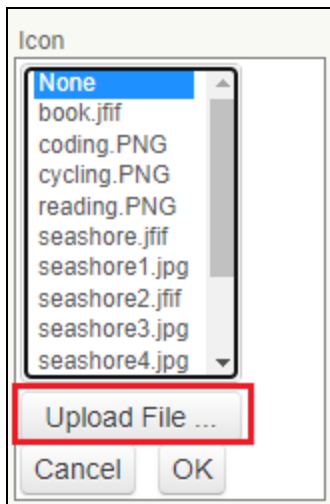 Icon
None
book.jfif
coding.PNG
cycling.PNG
reading.PNG
seashore.jfif
seashore1.jpg
seashore2.jfif
seashore3.jpg
seashore4.jpg
Upload File ...
Cancel OK